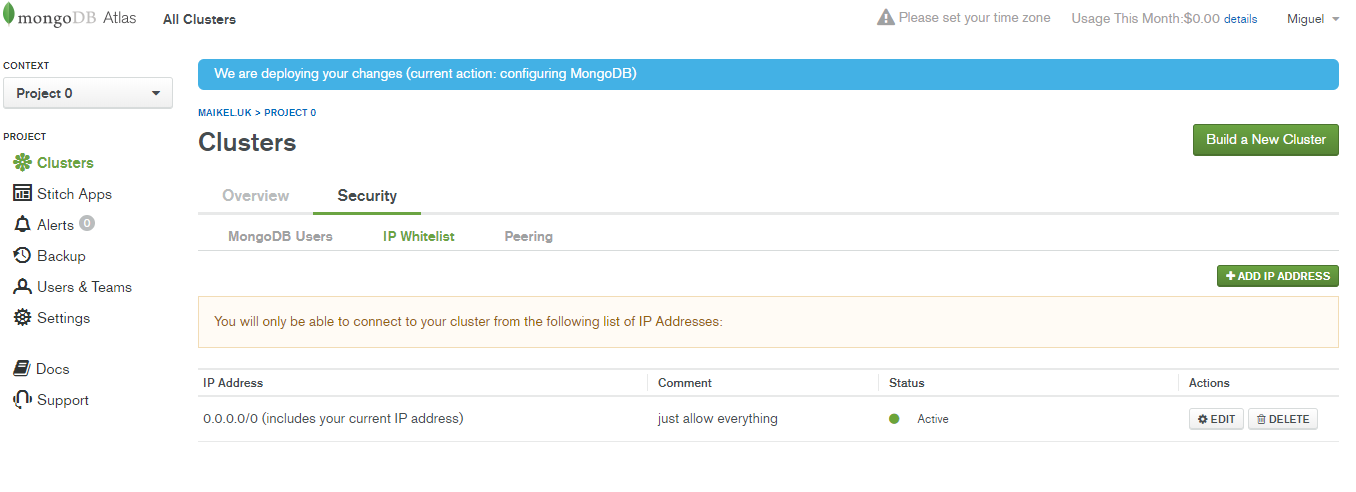 mongoDB Atlas All Clusters Please set your time zone Usage This Month:$0.00 details Miguel
CONTEXT
Project 0
PROJECT
Clusters
Stitch Apps
Alerts 0
Backup
Users & Teams
Settings
Docs
Support
We are deploying your changes (current action: configuring MongoDB)
MAIKEL.UK > PROJECT 0
Clusters
Build a New Cluster
Overview Security
MongoDB Users IP Whitelist Peering
ADD IP ADDRESS
You will only be able to connect to your cluster from the following list of IP Addresses:
IP Address Comment Status Actions
0.0.0.0/0 (includes your current IP address) just allow everything Active EDIT DELETE